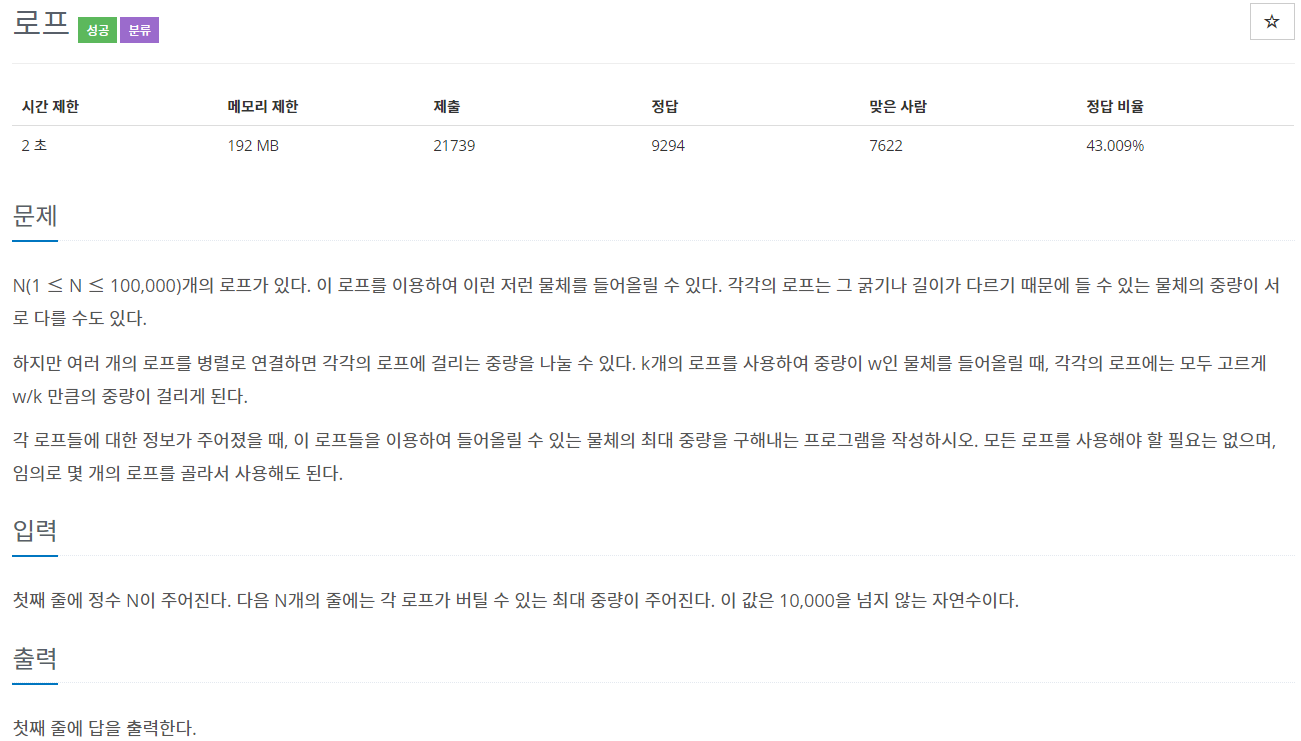 로프 성공 분류 ☆
시간 제한 메모리 제한 제출 정답 맞은 사람 정답 비율
2 초 192 MB 21739 9294 7622 43.009%
문제
N(1 ≤ N ≤ 100,000)개의 로프가 있다. 이 로프를 이용하여 이런 저런 물체를 들어올릴 수 있다. 각각의 로프는 그 굵기나 길이가 다르기 때문에 들 수 있는 물체의 중량이 서
로 다를 수도 있다.
하지만 여러 개의 로프를 병렬로 연결하면 각각의 로프에 걸리는 중량을 나눌 수 있다. k개의 로프를 사용하여 중량이 w인 물체를 들어올릴 때, 각각의 로프에는 모두 고르게
w/k 만큼의 중량이 걸리게 된다.
각 로프들에 대한 정보가 주어졌을 때, 이 로프들을 이용하여 들어올릴 수 있는 물체의 최대 중량을 구해내는 프로그램을 작성하시오. 모든 로프를 사용해야 할 필요는 없으며,
임의로 몇 개의 로프를 골라서 사용해도 된다.
입력
첫째 줄에 정수 N이 주어진다. 다음 N개의 줄에는 각 로프가 버틸 수 있는 최대 중량이 주어진다. 이 값은 10,000을 넘지 않는 자연수이다.
출력
첫째 줄에 답을 출력한다.